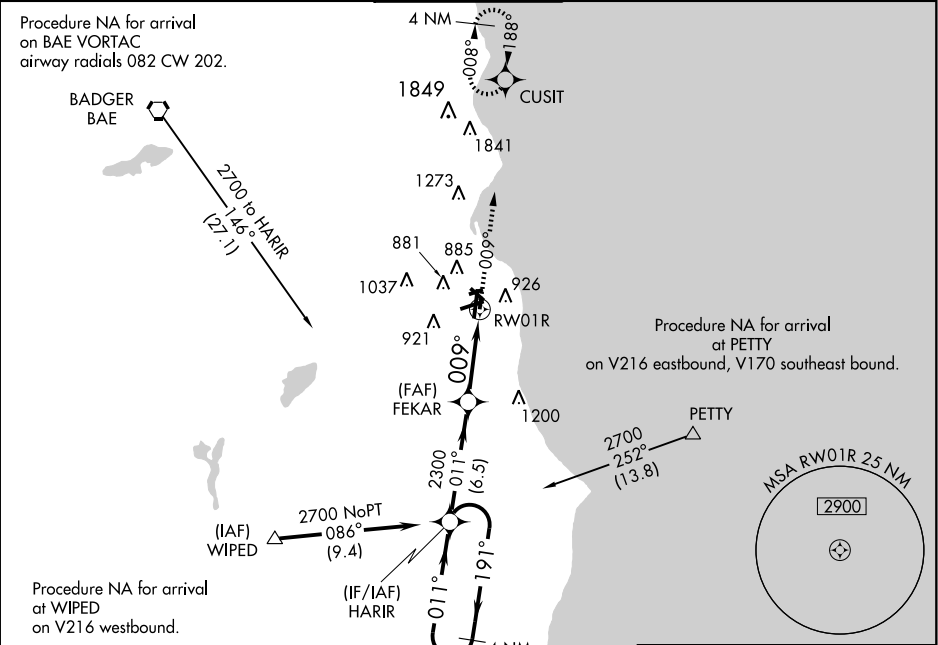 Procedure NA for arrival
on BAE VORTAC
airway radials 082 CW 202.
4 NM
008°
188°
CUSIT
BADGER
BAE
1849
1841
2700 to HARIR
146°
(27.1)
1273
009°
881
885
1037
926
RW01R
921
Procedure NA for arrival
at PETTY
on V216 eastbound, V170 southeast bound.
009°
(FAF)
FEKAR
1200
PETTY
2700
252°
(13.8)
2300
011°
(6.5)
MSA RW01R 25 NM
2900
2700 NoPT
086°
(9.4)
(IAF)
WIPED
(IF/IAF)
HARIR
011°
191°
Procedure NA for arrival
at WIPED
on V216 westbound.
NM